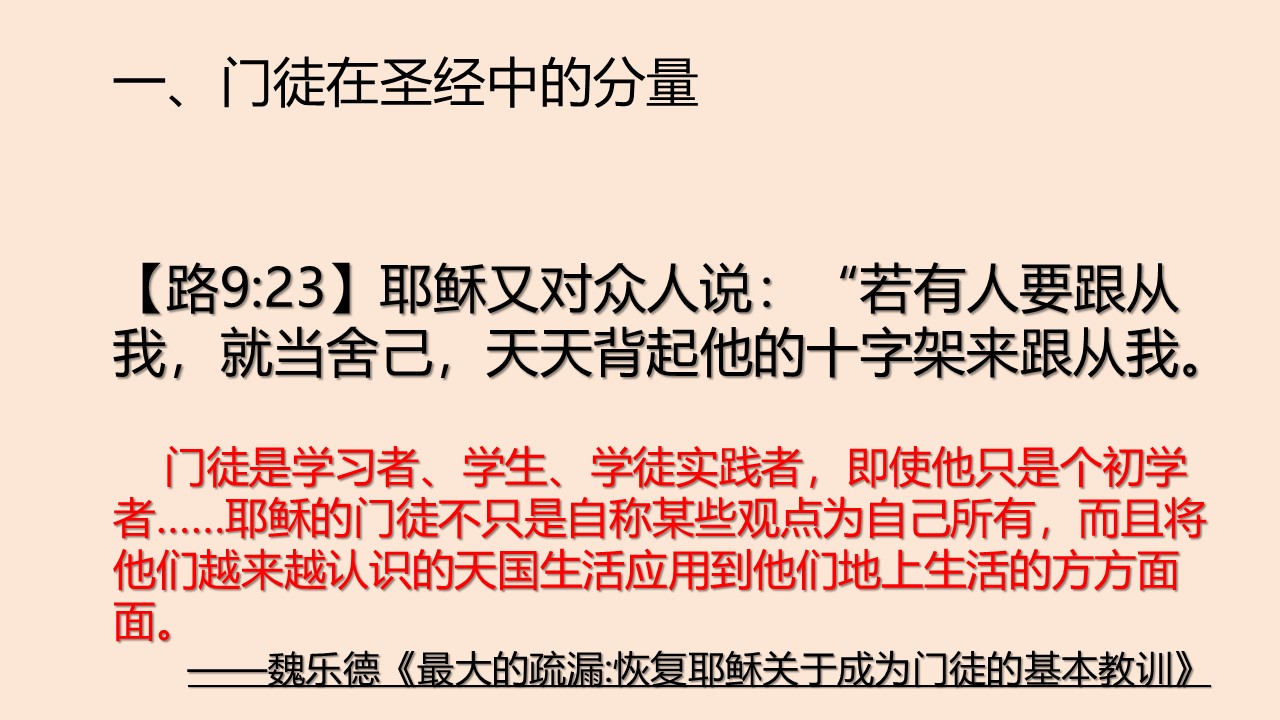 一、门徒在圣经中的分量
【路9:23】耶稣又对众人说：“若有人要跟从
我，就当舍己，天天背起他的十字架来跟从我。
门徒是学习者、学生、学徒实践者，即使他只是个初学
者……耶稣的门徒不只是自称某些观点为自己所有，而且将
他们越来越认识的天国生活应用到他们地上生活的方方面
面。
——魏乐德《最大的疏漏:恢复耶稣关于成为门徒的基本教训》